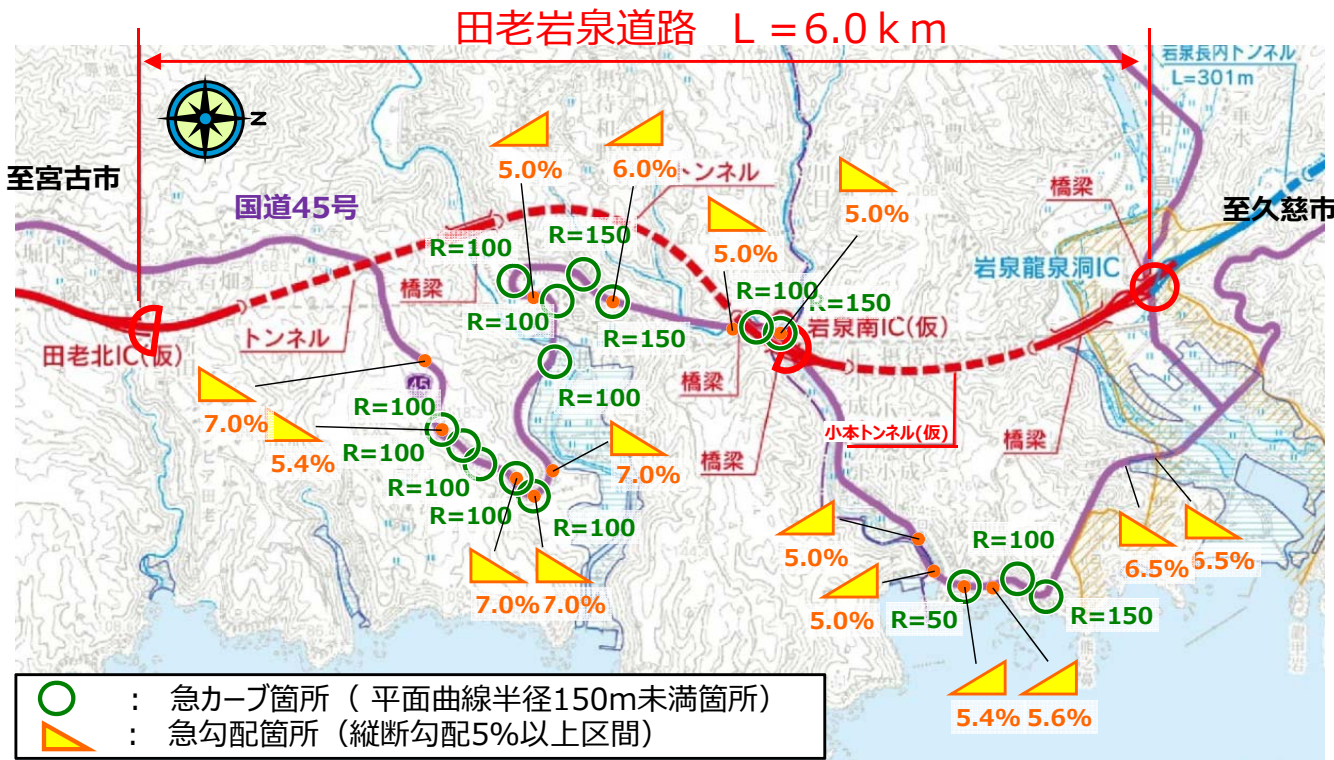 田老岩泉道路 L=6.0km
岩泉長内トンネル
L=301m
N
至宮古市
国道45号
5.0%
6.0%
トンネル
5.0%
5.0%
橋梁
至久慈市
R=100
R=150
岩泉龍泉洞IC
橋梁
R=100
R=150
R=100
R=150
岩泉南IC(仮)
田老北IC(仮)
トンネル
橋梁
R=100
45
7.0%
5.4%
R=100
R=100
R=100
R=100
R=100
7.0%
橋梁
小本トンネル(仮)
橋梁
7.0%
7.0%
5.0%
5.0%
R=50
R=100
R=150
6.5%
6.5%
5.4%
5.6%
: 急カーブ箇所（ 平面曲線半径150m未満箇所）
: 急勾配箇所（縦断勾配5%以上区間）